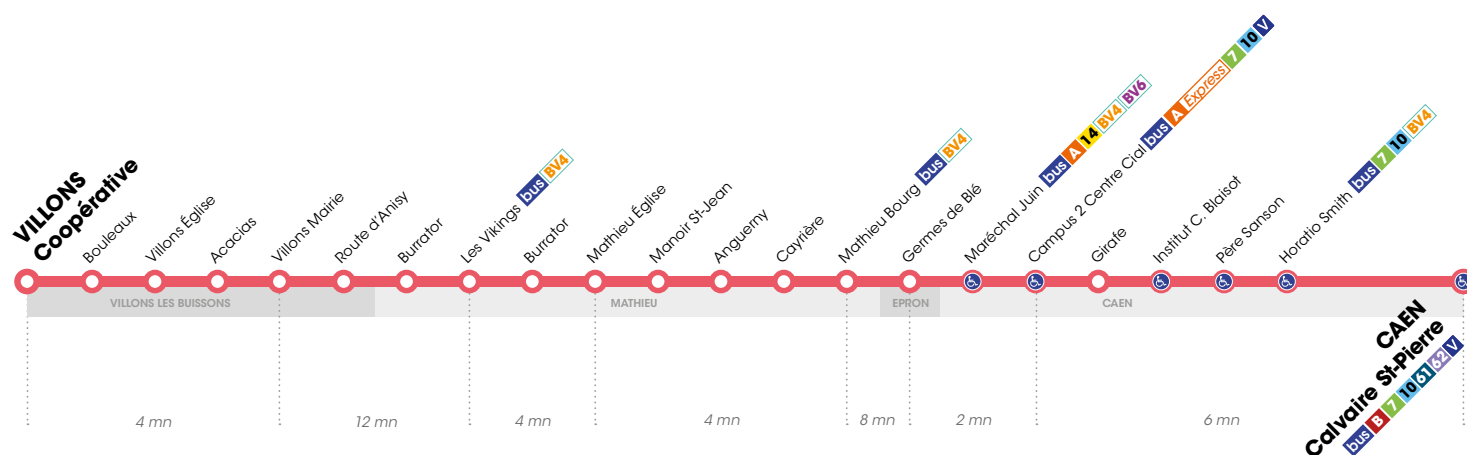 VILLONS
Coopérative
Bouleaux
Villons Église
Acacias
Villons Mairie
Route d'Anisy
Burrator
Les Vikings bus BV4
Burrator
Mathieu Église
Manoir St-Jean
Anguerny
Cayrière
Mathieu Bourg bus BV4
Germes de Blé
Maréchal Juin bus A 14 BV4 BV6
Campus 2 Centre Cial bus A Express 7 10 V
Girafe
Institut C. Blaisot
Père Sanson
Horatio Smith bus 7 10 BV4
VILLONS LES BUISSONS
MATHIEU
EPRON
CAEN
CAEN
Calvaire St-Pierre
bus B 7 10 61 62 V
4 mn
12 mn
4 mn
4 mn
8 mn
2 mn
6 mn